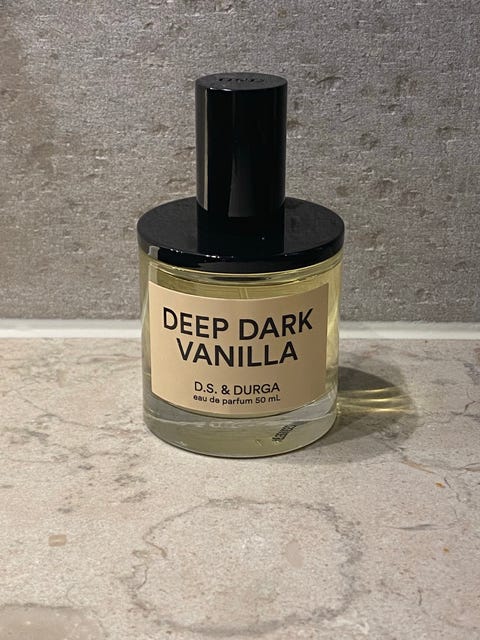 DEEP DARK
VANILLA
D.S. & DURGA
eau de parfum 50 mL